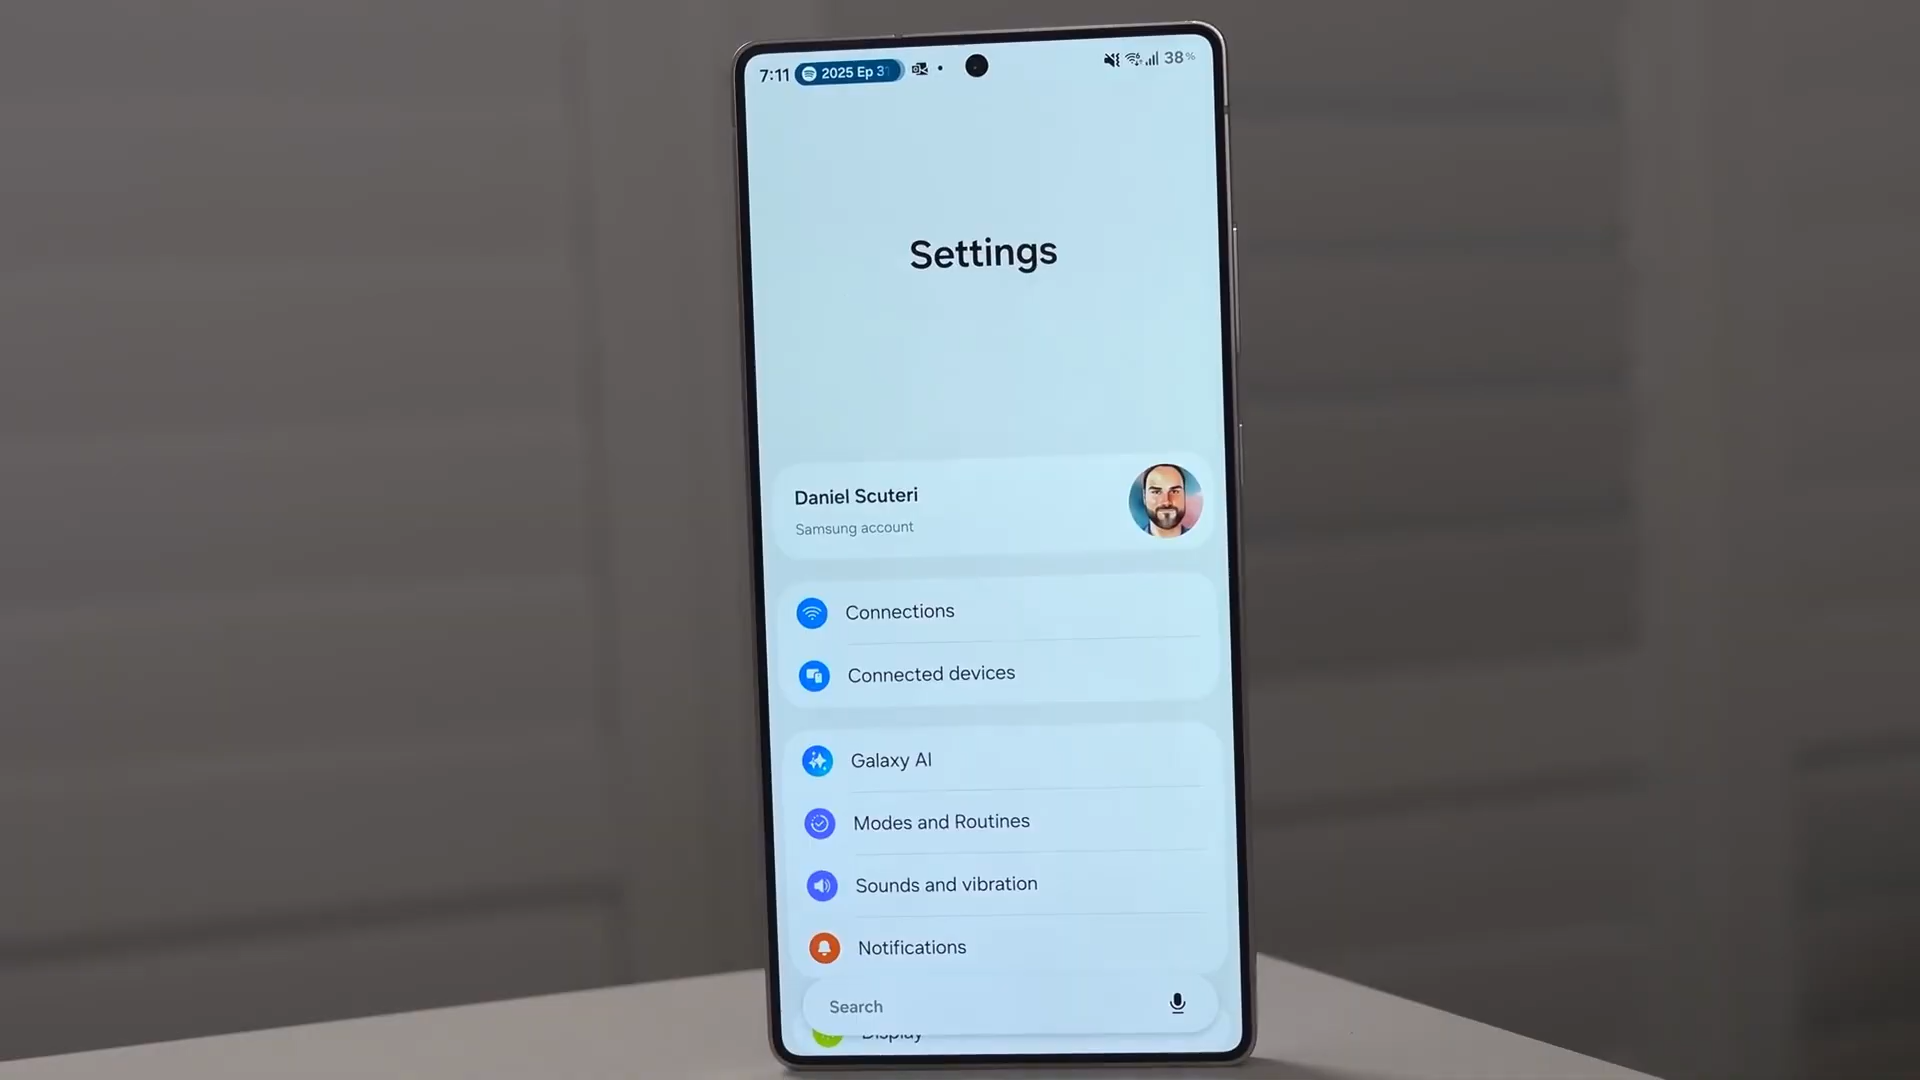 7:11 2025 Ep 31 38%
Settings
Daniel Scuteri
Samsung account
Connections
Connected devices
Galaxy AI
Modes and Routines
Sounds and vibration
Notifications
Search
Display